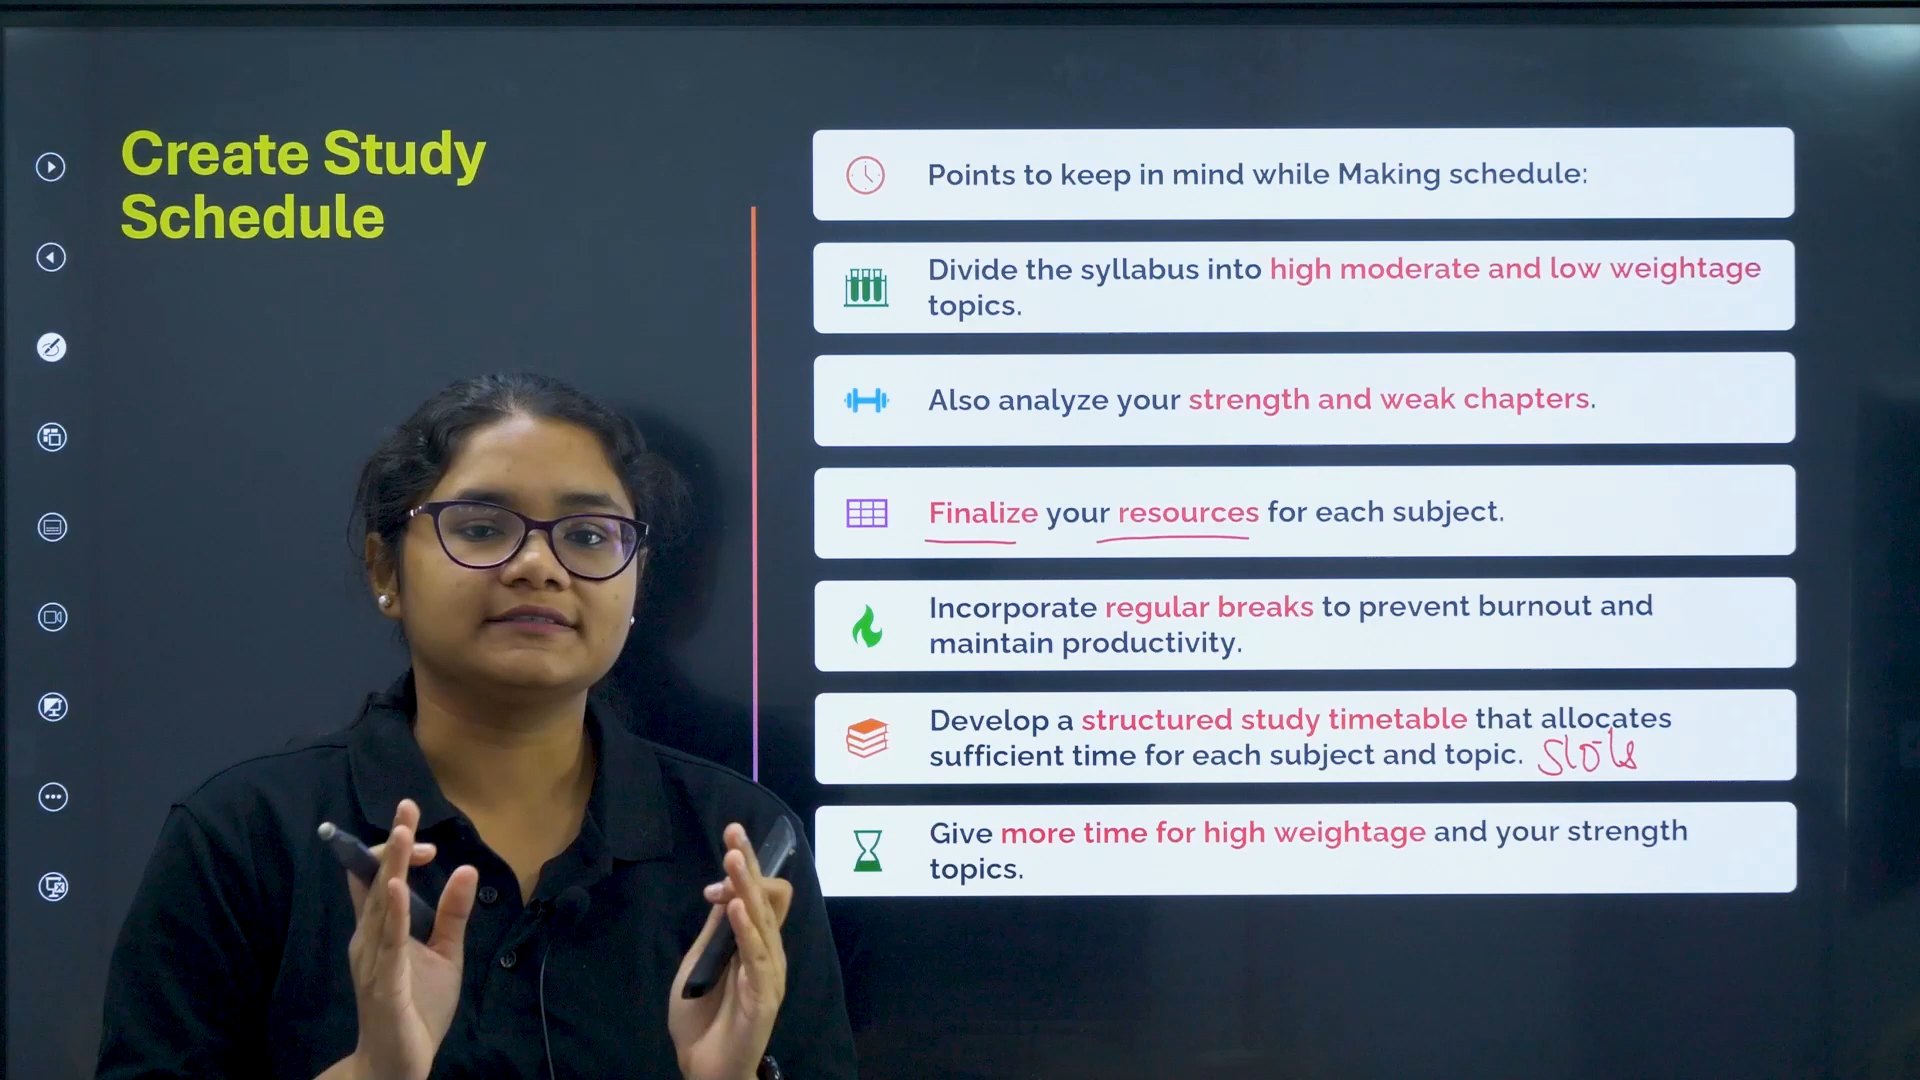 Create Study
Schedule
Points to keep in mind while Making schedule:
Divide the syllabus into high moderate and low weightage
topics.
Also analyze your strength and weak chapters.
Finalize your resources for each subject.
Incorporate regular breaks to prevent burnout and
maintain productivity.
Develop a structured study timetable that allocates
sufficient time for each subject and topic. Slots
Give more time for high weightage and your strength
topics.